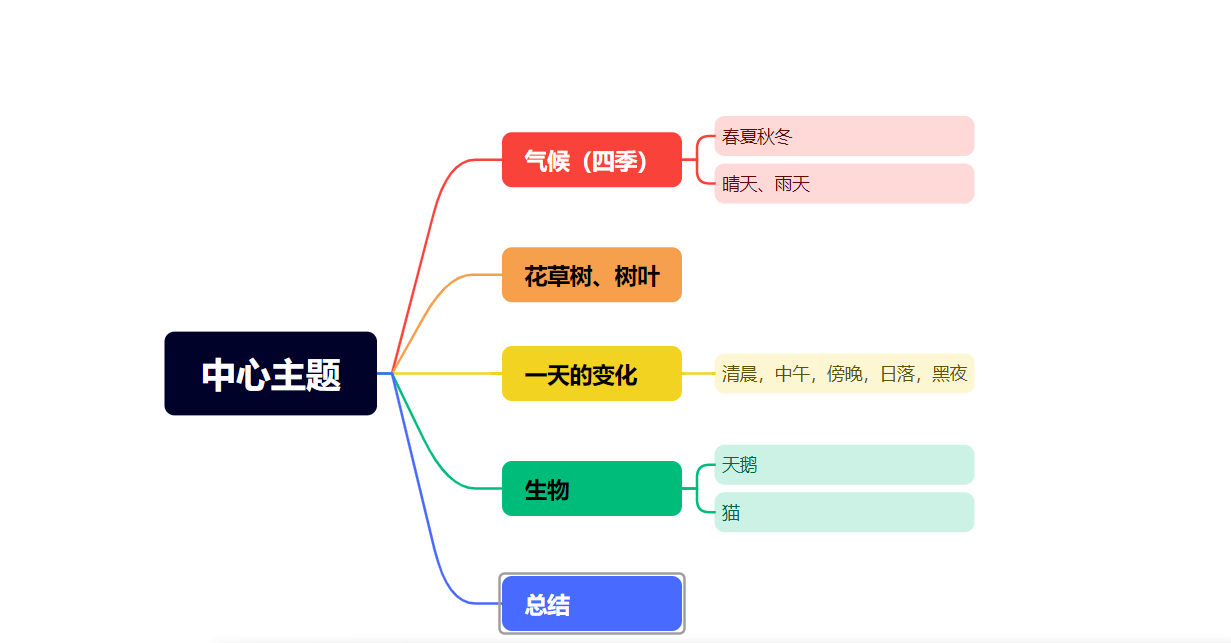 中心主题
气候（四季）
春夏秋冬
晴天、雨天
花草树、树叶
一天的变化
清晨，中午，傍晚，日落，黑夜
生物
天鹅
猫
总结